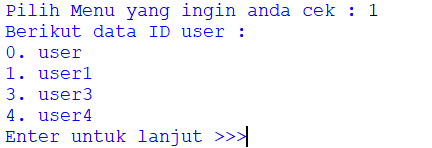 Pilih Menu yang ingin anda cek : 1
Berikut data ID user :
0. user
1. user1
3. user3
4. user4
Enter untuk lanjut >>>